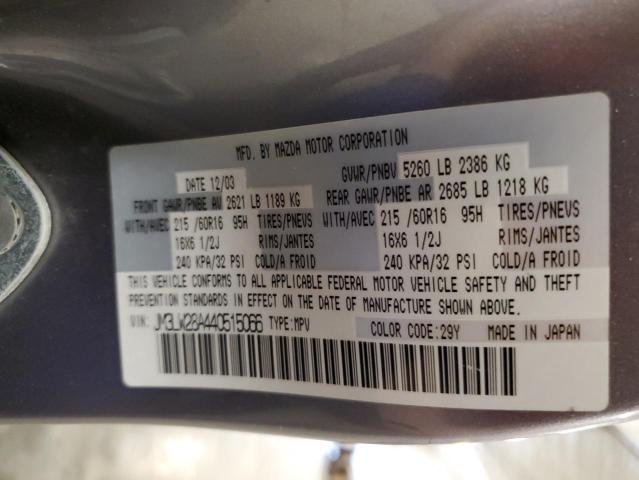 MFD. BY MAZDA MOTOR CORPORATION
DATE 12/03 GVWR/PNBV 5260 LB 2386 KG
FRONT GAWR/PNBE AV 2621 LB 1189 KG REAR GAWR/PNBE AR 2685 LB 1218 KG
WITH/AVEC 215 /60R16 95H TIRES/PNEVS WITH/AVEC 215 /60R16 95H TIRES/PNEVS
16X6 1/2J RIMS/JANTES 16X6 1/2J RIMS/JANTES
240 KPA/32 PSI COLD/A FROID 240 KPA/32 PSI COLD/A FROID
THIS VEHICLE CONFORMS TO ALL APPLICABLE FEDERAL MOTOR VEHICLE SAFETY AND THEFT
PREVENTION STANDARDS IN EFFECT ON THE DATE OF MANUFACTURE SHOWN ABOVE.
VIN: JM3LW28A440515066 TYPE:MPV COLOR CODE:29Y MADE IN JAPAN